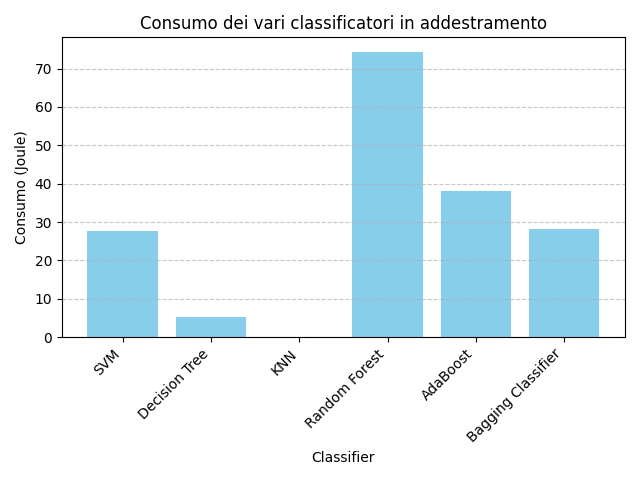 Consumo dei vari classificatori in addestramento
Consumo (Joule)
70
60
50
40
30
20
10
0
SVM
Decision Tree
KNN
Random Forest
AdaBoost
Bagging Classifier
Classifier